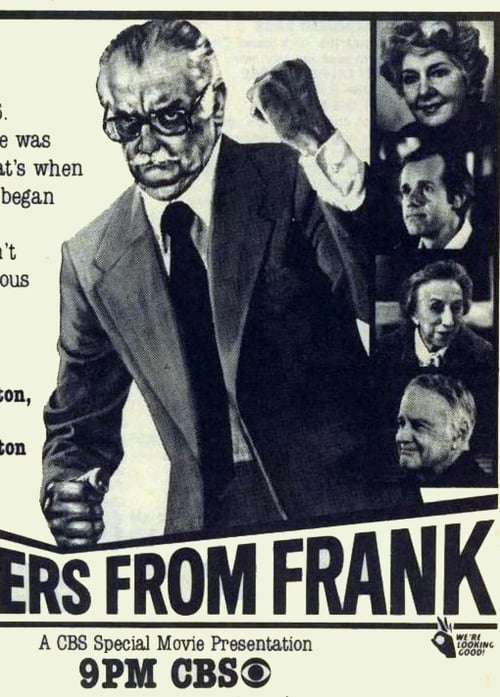 S.
e was
at's when
began
n't
ous
ton,
ton
ERS FROM FRANK
A CBS Special Movie Presentation
9PM CBS
WE'RE
LOOKING
GOOD!